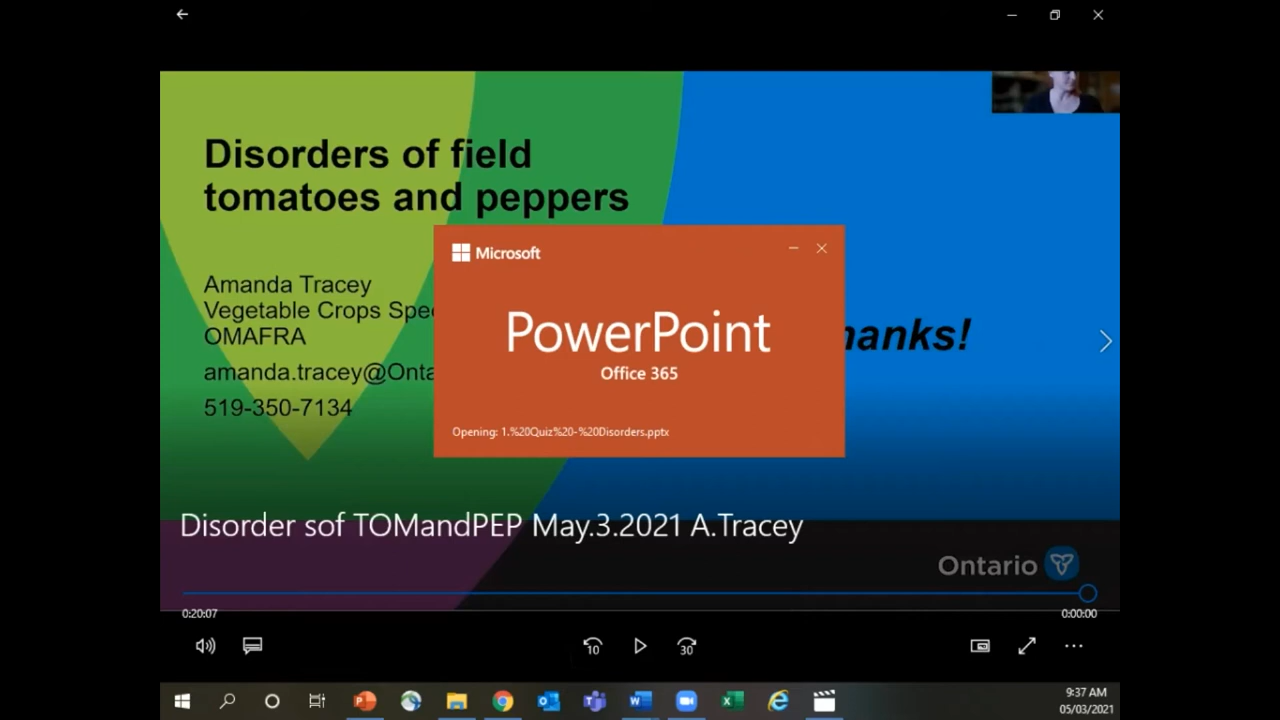 Disorders of field
tomatoes and peppers
Amanda Tracey
Vegetable Crops
OMAFRA
amanda.tracey@Onta
519-350-7134
Microsoft
PowerPoint
Office 365
Opening: 1.%20Quiz%20-%20Disorders.pptx
hanks!
Disorder sof TOMandPEP May.3.2021 A.Tracey
Ontario
0:20:07
0:00:00
10
30
9:37 AM
05/03/2021